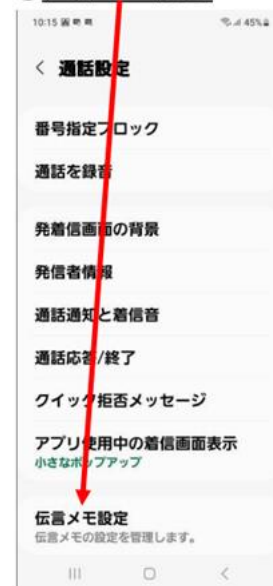 10:15
45%
通話設定
番号指定ブロック
通話を録音
発着信画面の背景
発信者情報
通話通知と着信音
通話応答/終了
クイック拒否メッセージ
アプリ使用中の着信画面表示
小さなポップアップ
伝言メモ設定
伝言メモの設定を管理します。